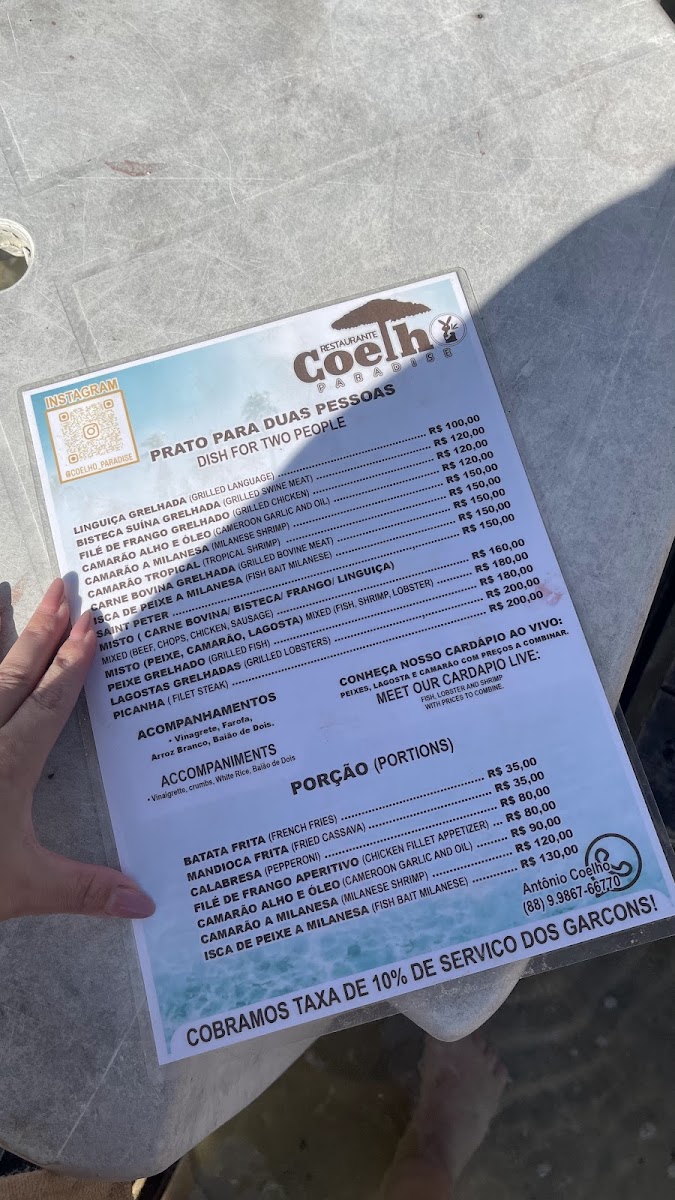 RESTAURANTE
Coelho
PARADISE
INSTAGRAM
@COELHO_PARADISE
PRATO PARA DUAS PESSOAS
DISH FOR TWO PEOPLE
LINGUIÇA GRELHADA (GRILLED LANGUAGE) R$ 100,00
BISTECA SUÍNA GRELHADA (GRILLED SWINE MEAT) R$ 120,00
FILÉ DE FRANGO GRELHADO (GRILLED CHICKEN) R$ 120,00
CAMARÃO ALHO E ÓLEO (CAMEROON GARLIC AND OIL) R$ 120,00
CAMARÃO A MILANESA (MILANESE SHRIMP) R$ 150,00
CAMARÃO TROPICAL (TROPICAL SHRIMP) R$ 150,00
CARNE BOVINA GRELHADA (GRILLED BOVINE MEAT) R$ 150,00
ISCA DE PEIXE A MILANESA (FISH BAIT MILANESE) R$ 150,00
SAINT PETER R$ 150,00
MISTO ( CARNE BOVINA/ BISTECA/ FRANGO/ LINGUIÇA)
MIXED (BEEF, CHOPS, CHICKEN, SAUSAGE) R$ 160,00
MISTO (PEIXE, CAMARÃO, LAGOSTA) MIXED (FISH, SHRIMP, LOBSTER) R$ 180,00
PEIXE GRELHADO (GRILLED FISH) R$ 180,00
LAGOSTAS GRELHADAS (GRILLED LOBSTERS) R$ 200,00
PICANHA ( FILET STEAK) R$ 200,00
ACOMPANHAMENTOS
• Vinagrete, Farofa,
Arroz Branco, Baião de Dois.
ACCOMPANIMENTS
• Vinaigrette, crumbs, White Rice, Baião de Dois
CONHEÇA NOSSO CARDÁPIO AO VIVO:
PEIXES, LAGOSTA E CAMARÃO COM PREÇOS A COMBINAR.
MEET OUR CARDAPIO LIVE:
FISH, LOBSTER AND SHRIMP
WITH PRICES TO COMBINE.
PORÇÃO (PORTIONS)
BATATA FRITA (FRENCH FRIES) R$ 35,00
MANDIOCA FRITA (FRIED CASSAVA) R$ 35,00
CALABRESA (PEPPERONI) R$ 80,00
FILÉ DE FRANGO APERITIVO (CHICKEN FILLET APPETIZER) R$ 80,00
CAMARÃO ALHO E ÓLEO (CAMEROON GARLIC AND OIL) R$ 90,00
CAMARÃO A MILANESA (MILANESE SHRIMP) R$ 120,00
ISCA DE PEIXE A MILANESA (FISH BAIT MILANESE) R$ 130,00
Antônio Coelho
(88) 9.9867-66770
COBRAMOS TAXA DE 10% DE SERVICO DOS GARCONS!